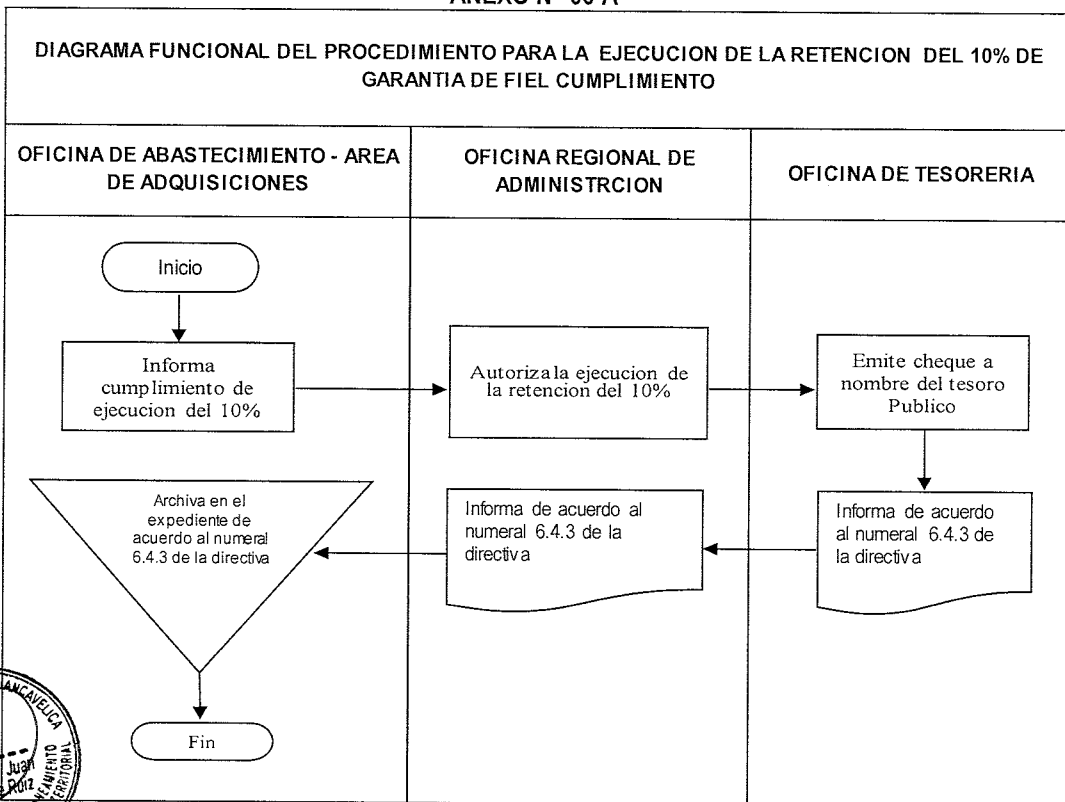 DIAGRAMA FUNCIONAL DEL PROCEDIMIENTO PARA LA EJECUCION DE LA RETENCION DEL 10% DE
GARANTIA DE FIEL CUMPLIMIENTO
OFICINA DE ABASTECIMIENTO - AREA
DE ADQUISICIONES
OFICINA REGIONAL DE
ADMINISTRCION
OFICINA DE TESORERIA
Inicio
Informa
cumplimiento de
ejecucion del 10%
Autoriza la ejecucion de
la retencion del 10%
Emite cheque a
nombre del tesoro
Publico
Archiva en el
expediente de
acuerdo al numeral
6.4.3 de la directiva
Informa de acuerdo al
numeral 6.4.3 de la
directiva
Informa de acuerdo
al numeral 6.4.3 de
la directiva
Fin
Juan
Ruiz